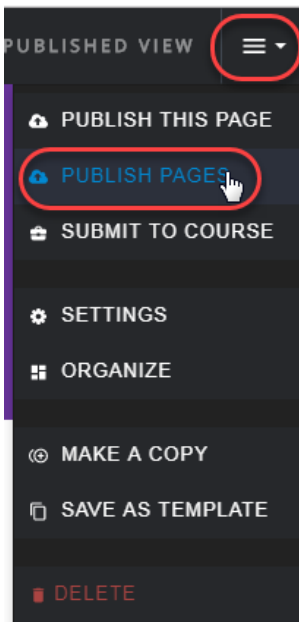 PUBLISHED VIEW
PUBLISH THIS PAGE
PUBLISH PAGES
SUBMIT TO COURSE
SETTINGS
ORGANIZE
MAKE A COPY
SAVE AS TEMPLATE
DELETE